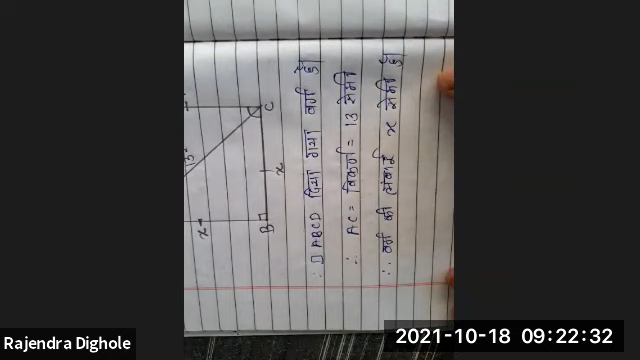 x
13
C
x
B
∴ □ABCD दिया गया वर्ग है|
∴ AC = विकर्ण = 13 सेमी
∴ वर्ग की लंबाई x सेमी है|
Rajendra Dighole
2021-10-18 09:22:32